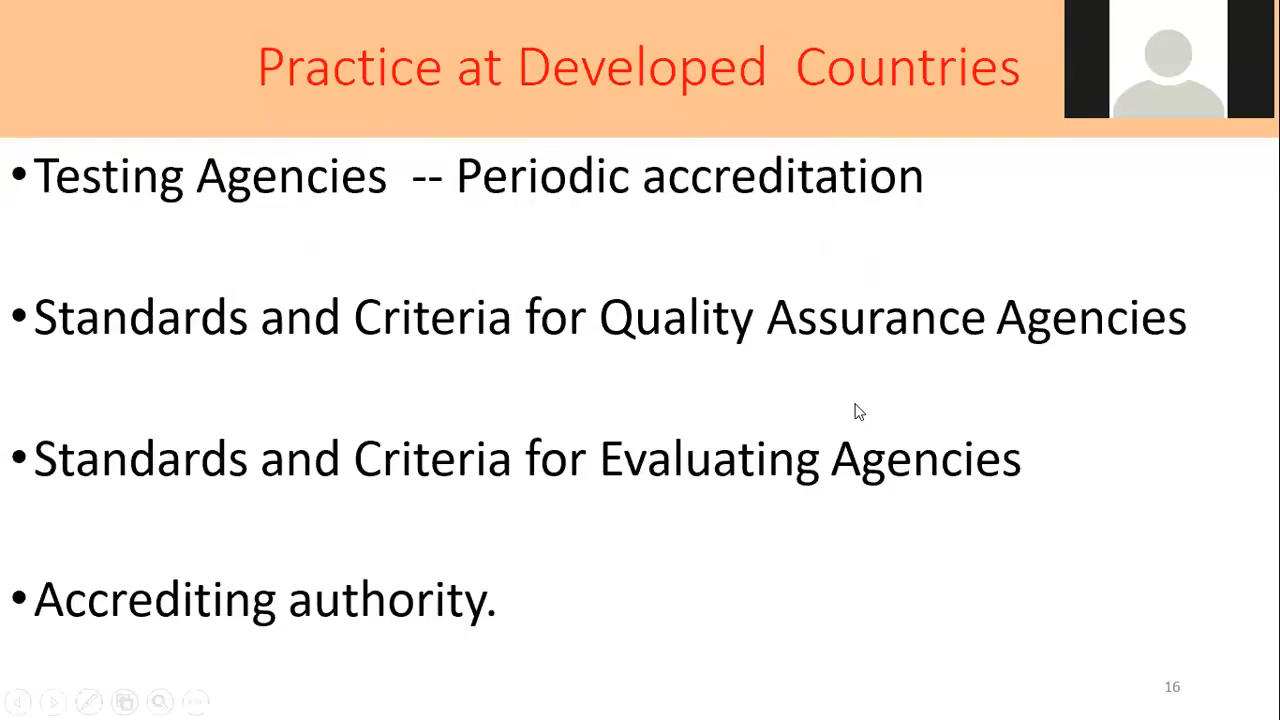 Practice at Developed  Countries
•Testing Agencies  -- Periodic accreditation
•Standards and Criteria for Quality Assurance Agencies
•Standards and Criteria for Evaluating Agencies
•Accrediting authority.
16